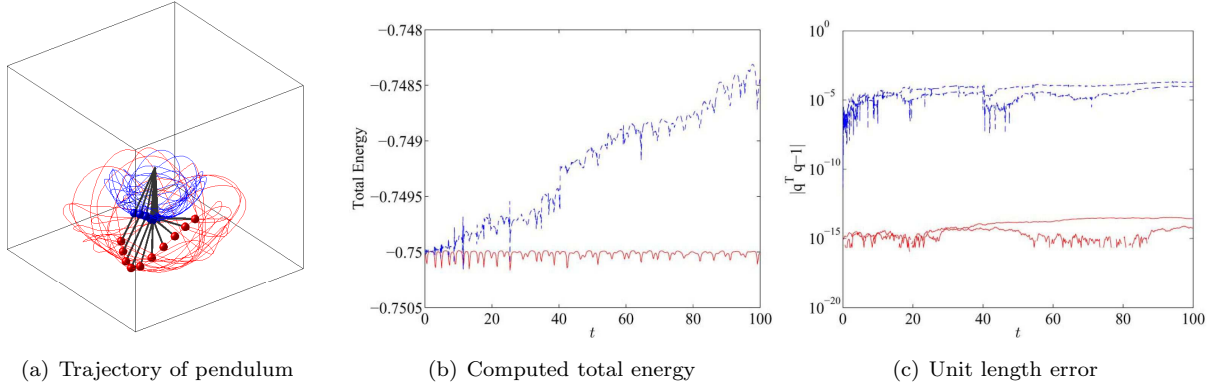 −0.748
−0.7485
−0.749
−0.7495
−0.75
−0.7505
Total Energy
0 20 40 60 80 100
t
10^0
10^−5
10^−10
10^−15
10^−20
|q^T q−1|
0 20 40 60 80 100
t
(a) Trajectory of pendulum
(b) Computed total energy
(c) Unit length error